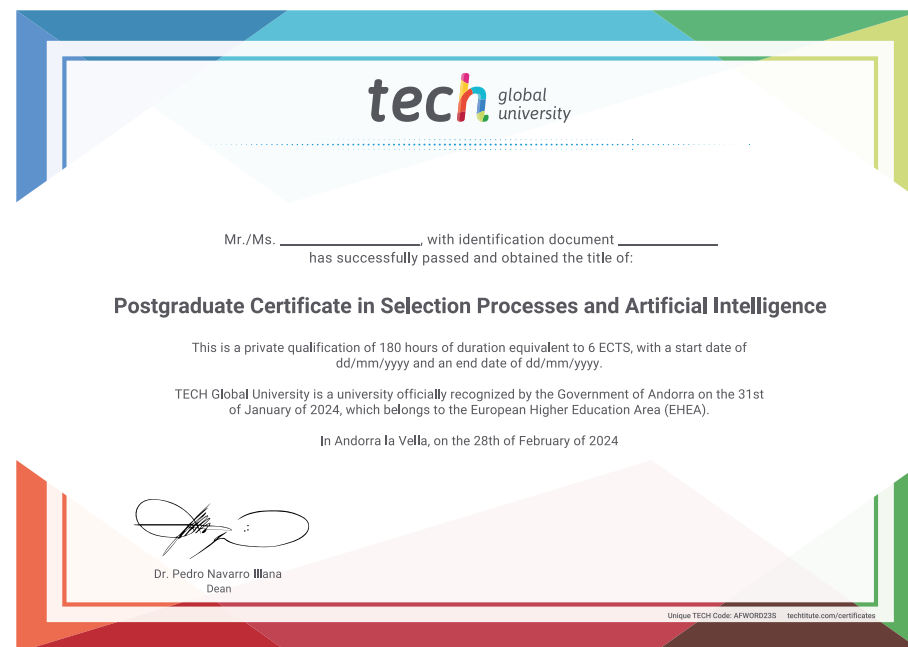 tech global
university
Mr./Ms. ____________, with identification document ____________
has successfully passed and obtained the title of:
Postgraduate Certificate in Selection Processes and Artificial Intelligence
This is a private qualification of 180 hours of duration equivalent to 6 ECTS, with a start date of
dd/mm/yyyy and an end date of dd/mm/yyyy.
TECH Global University is a university officially recognized by the Government of Andorra on the 31st
of January of 2024, which belongs to the European Higher Education Area (EHEA).
In Andorra la Vella, on the 28th of February of 2024
Dr. Pedro Navarro Illana
Dean
Unique TECH Code: AFWORD23S techtitute.com/certificates